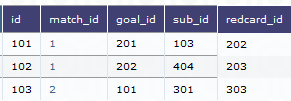 id match_id goal_id sub_id redcard_id
101 1 201 103 202
102 1 202 404 203
103 2 101 301 303